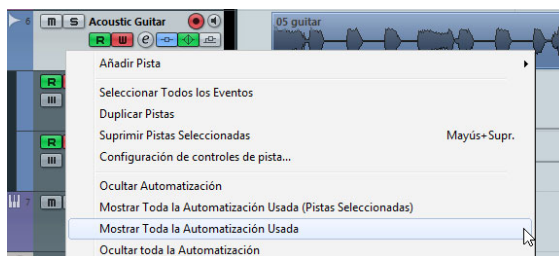 6 m S Acoustic Guitar
R W e
05 guitar
Añadir Pista
Seleccionar Todos los Eventos
Duplicar Pistas
Suprimir Pistas Seleccionadas Mayús+Supr.
Configuración de controles de pista...
Ocultar Automatización
Mostrar Toda la Automatización Usada (Pistas Seleccionadas)
Mostrar Toda la Automatización Usada
Ocultar toda la Automatización
R
R
7 m